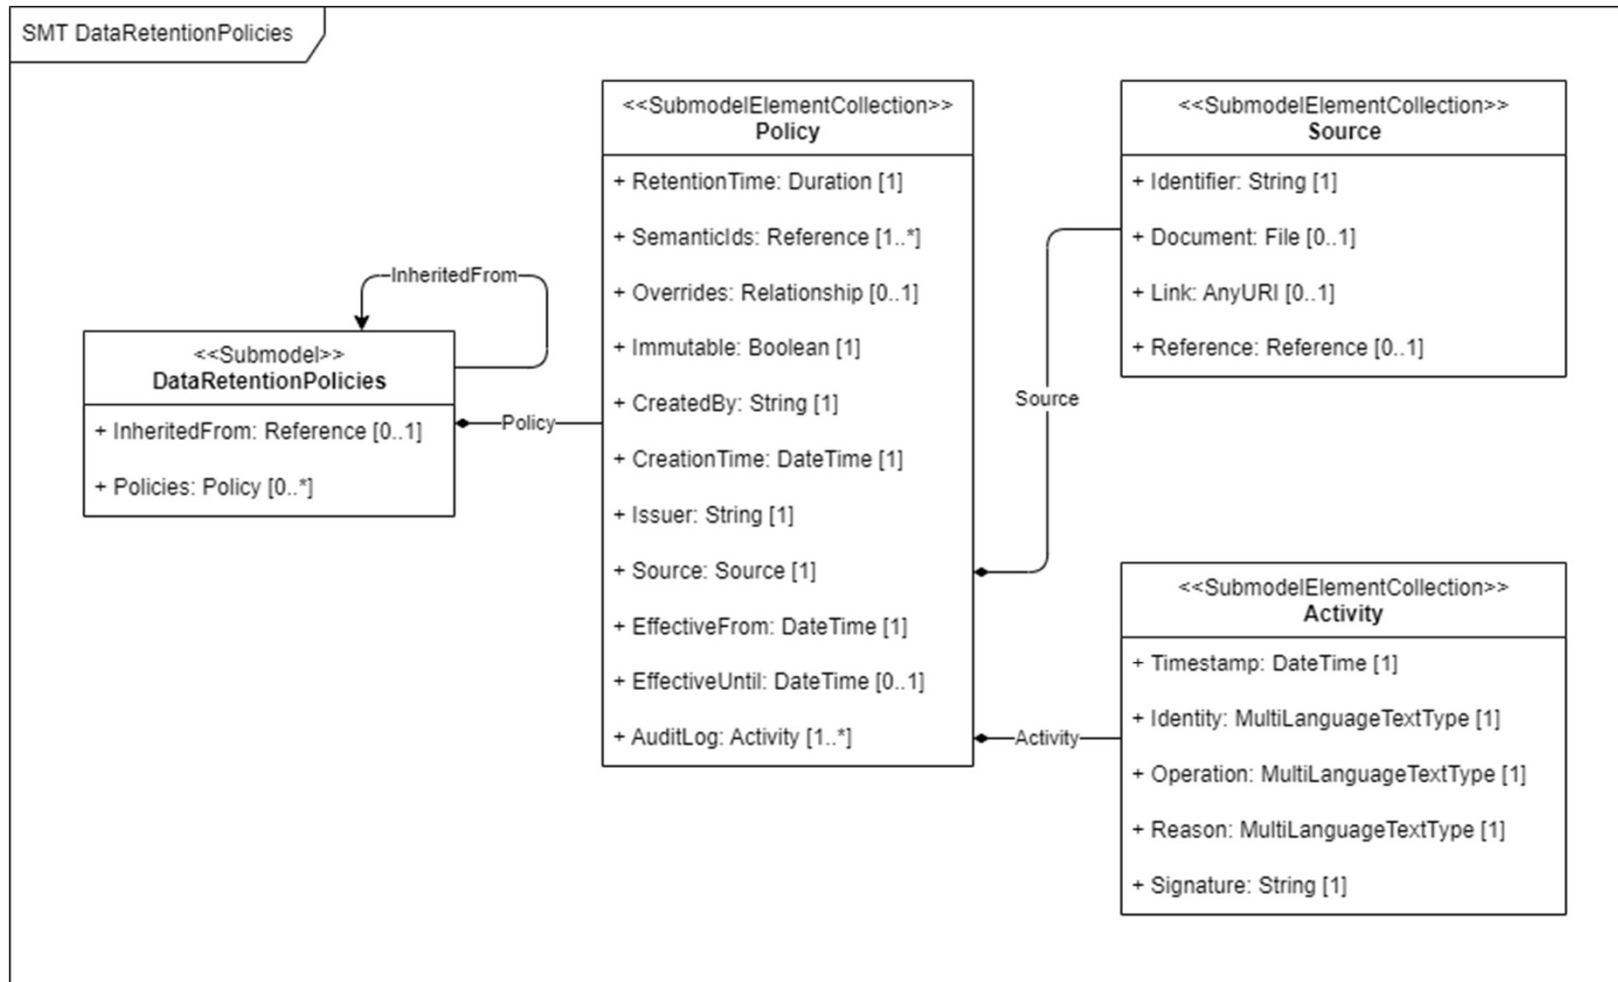 SMT DataRetentionPolicies
InheritedFrom
<<Submodel>>
DataRetentionPolicies
+ InheritedFrom: Reference [0..1]
+ Policies: Policy [0..*]
Policy
<<SubmodelElementCollection>>
Policy
+ RetentionTime: Duration [1]
+ SemanticIds: Reference [1..*]
+ Overrides: Relationship [0..1]
+ Immutable: Boolean [1]
+ CreatedBy: String [1]
+ CreationTime: DateTime [1]
+ Issuer: String [1]
+ Source: Source [1]
+ EffectiveFrom: DateTime [1]
+ EffectiveUntil: DateTime [0..1]
+ AuditLog: Activity [1..*]
Source
Activity
<<SubmodelElementCollection>>
Source
+ Identifier: String [1]
+ Document: File [0..1]
+ Link: AnyURI [0..1]
+ Reference: Reference [0..1]
<<SubmodelElementCollection>>
Activity
+ Timestamp: DateTime [1]
+ Identity: MultiLanguageTextType [1]
+ Operation: MultiLanguageTextType [1]
+ Reason: MultiLanguageTextType [1]
+ Signature: String [1]